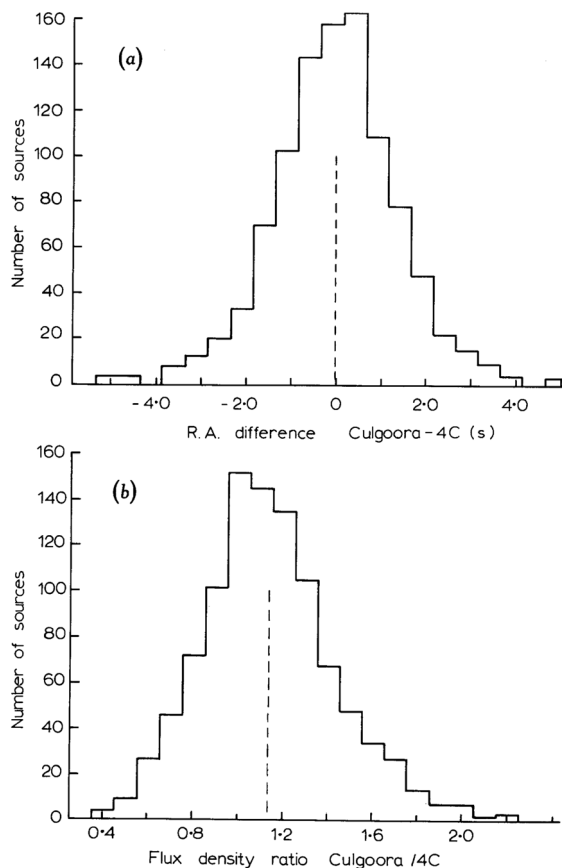 160
140
120
100
80
60
40
20
0
(a)
Number of sources
-4·0 -2·0 0 2·0 4·0
R.A. difference Culgoora-4C (s)
160
140
120
100
80
60
40
20
0
(b)
Number of sources
0·4 0·8 1·2 1·6 2·0
Flux density ratio Culgoora /4C